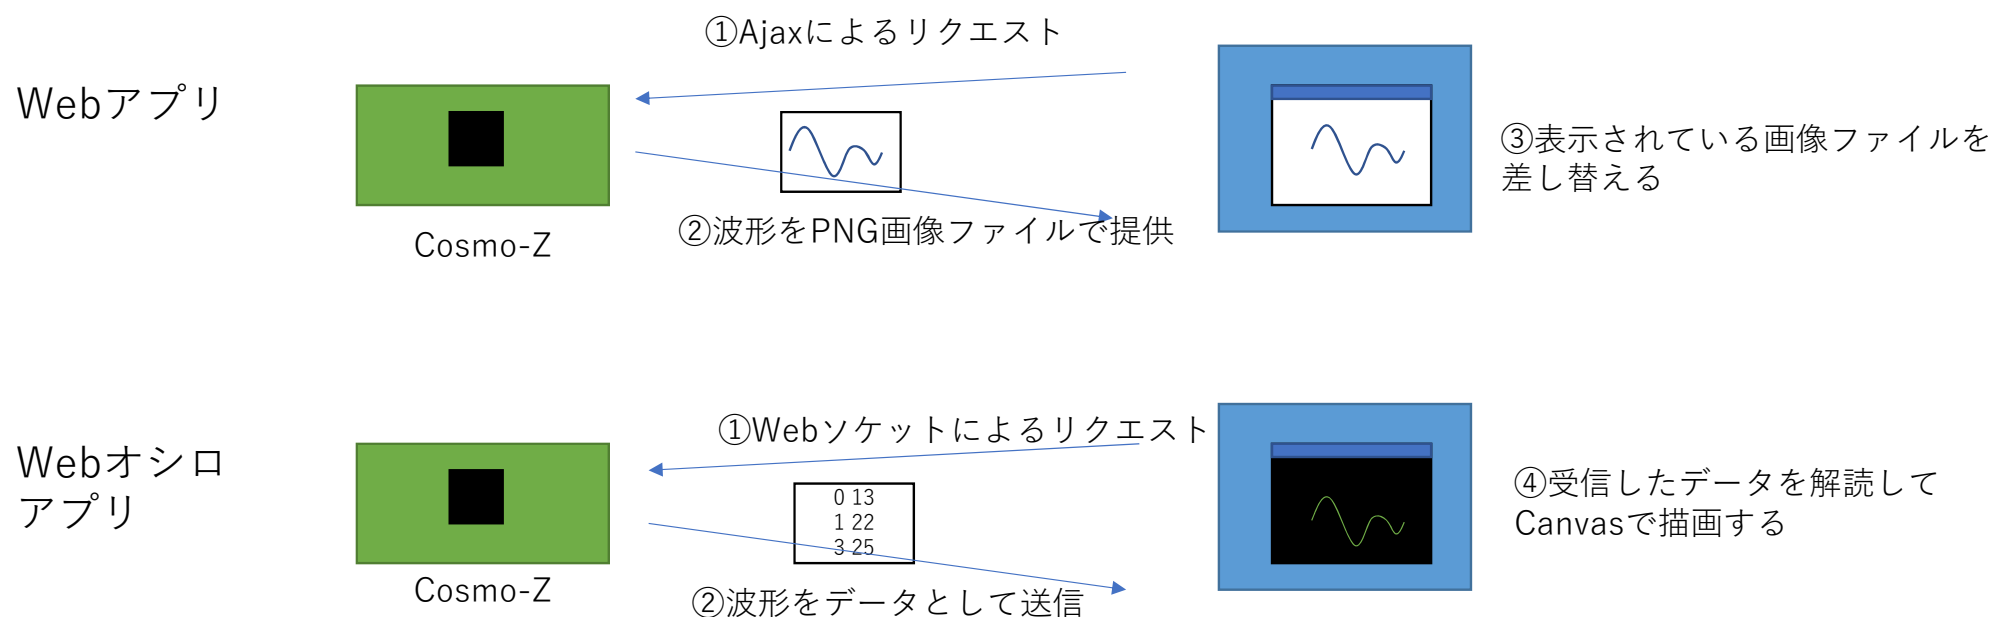 ①Ajaxによるリクエスト
Webアプリ
③表示されている画像ファイルを
差し替える
②波形をPNG画像ファイルで提供
Cosmo-Z
①Webソケットによるリクエスト
Webオシロ
アプリ
0 13
1 22
3 25
④受信したデータを解読して
Canvasで描画する
Cosmo-Z
②波形をデータとして送信